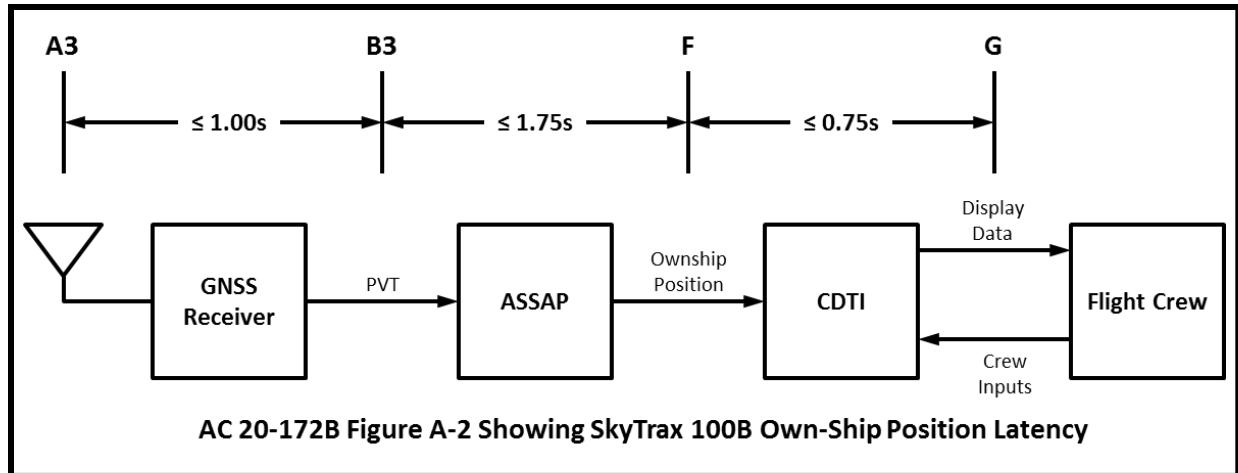 A3 B3 F G
≤ 1.00s ≤ 1.75s ≤ 0.75s
GNSS
Receiver
PVT
ASSAP
Ownship
Position
CDTI
Display
Data
Crew
Inputs
Flight Crew
AC 20-172B Figure A-2 Showing SkyTrax 100B Own-Ship Position Latency